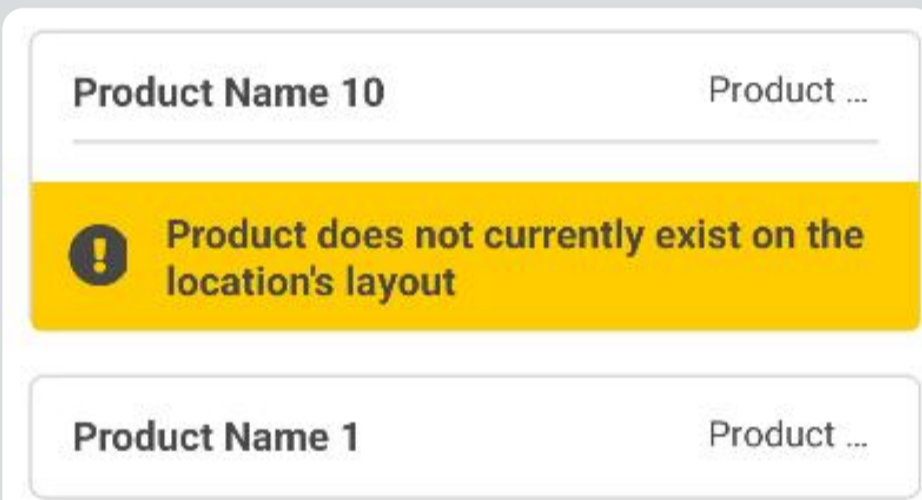 Product Name 10
Product ...
Product does not currently exist on the
location's layout
Product Name 1
Product ...